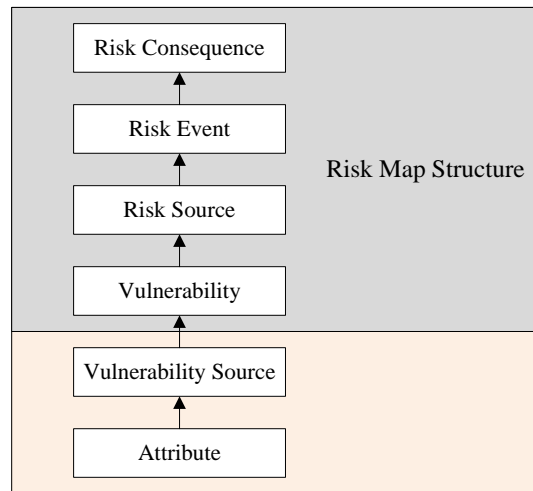 Risk Consequence
Risk Event
Risk Map Structure
Risk Source
Vulnerability
Vulnerability Source
Attribute